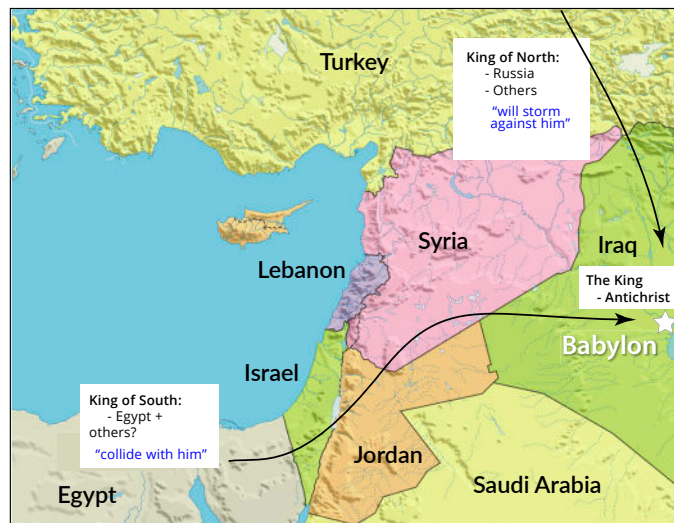 Turkey
King of North:
- Russia
- Others
"will storm
against him"
Syria
Iraq
Lebanon
The King
- Antichrist
Babylon
Israel
King of South:
- Egypt +
others?
"collide with him"
Jordan
Egypt
Saudi Arabia